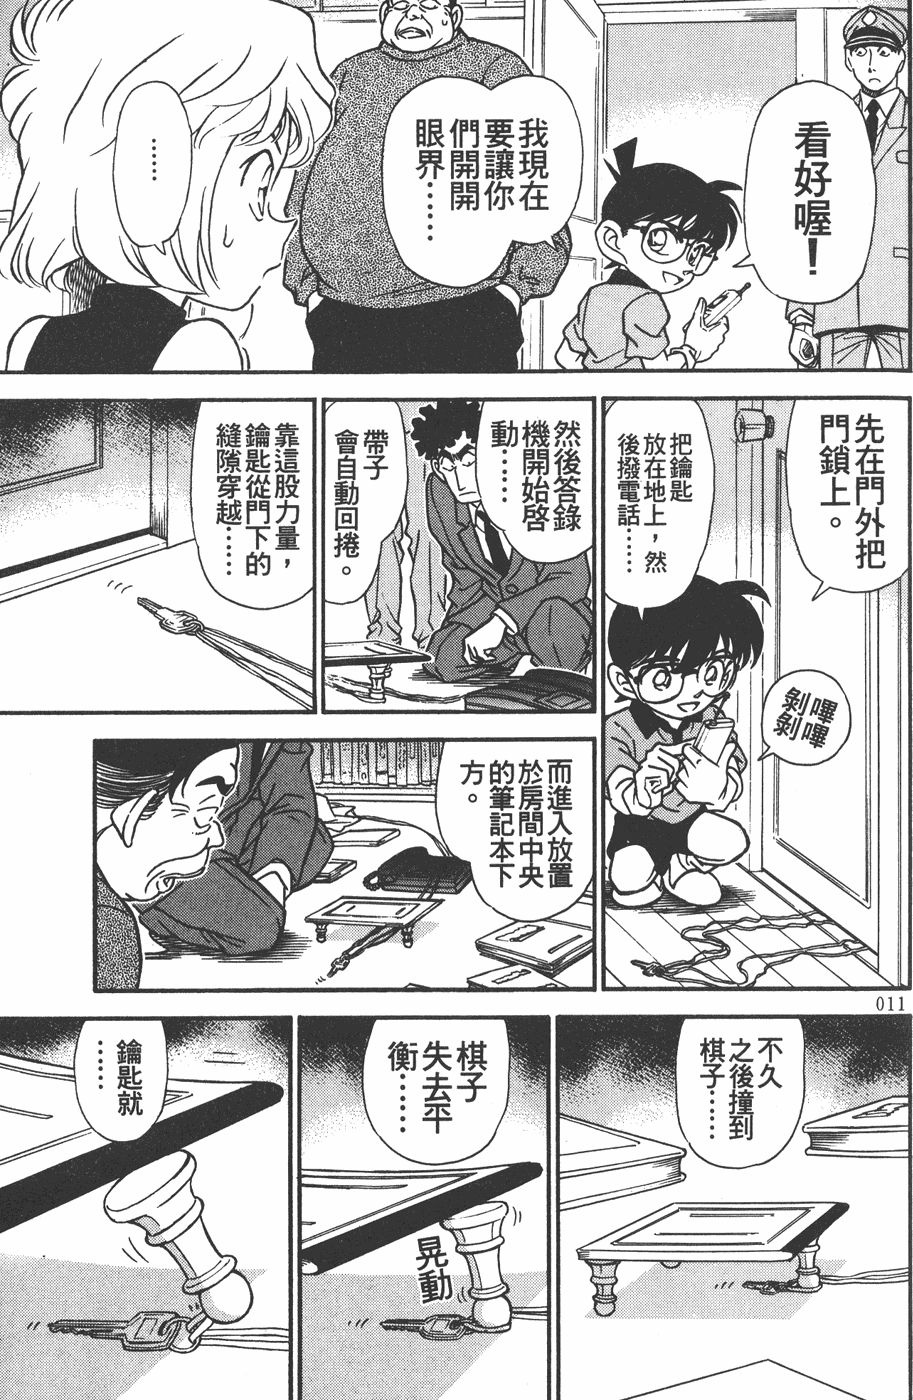 看好喔！
我現在
要讓你
們開開
眼界……
……
先在門外把
門鎖上。
把鑰匙
放在地上，然
後撥電
話……
嗶嗶
剝剝
然後答錄
機開始啓
動……
帶子
會自動回捲。
靠這股力量，
鑰匙從門下的
縫隙穿越……
而進入放置
於房間中央
的筆記本下
方。
011
不久
之後撞到
棋子……
棋子
失去平
衡……
晃動
鑰匙就
……